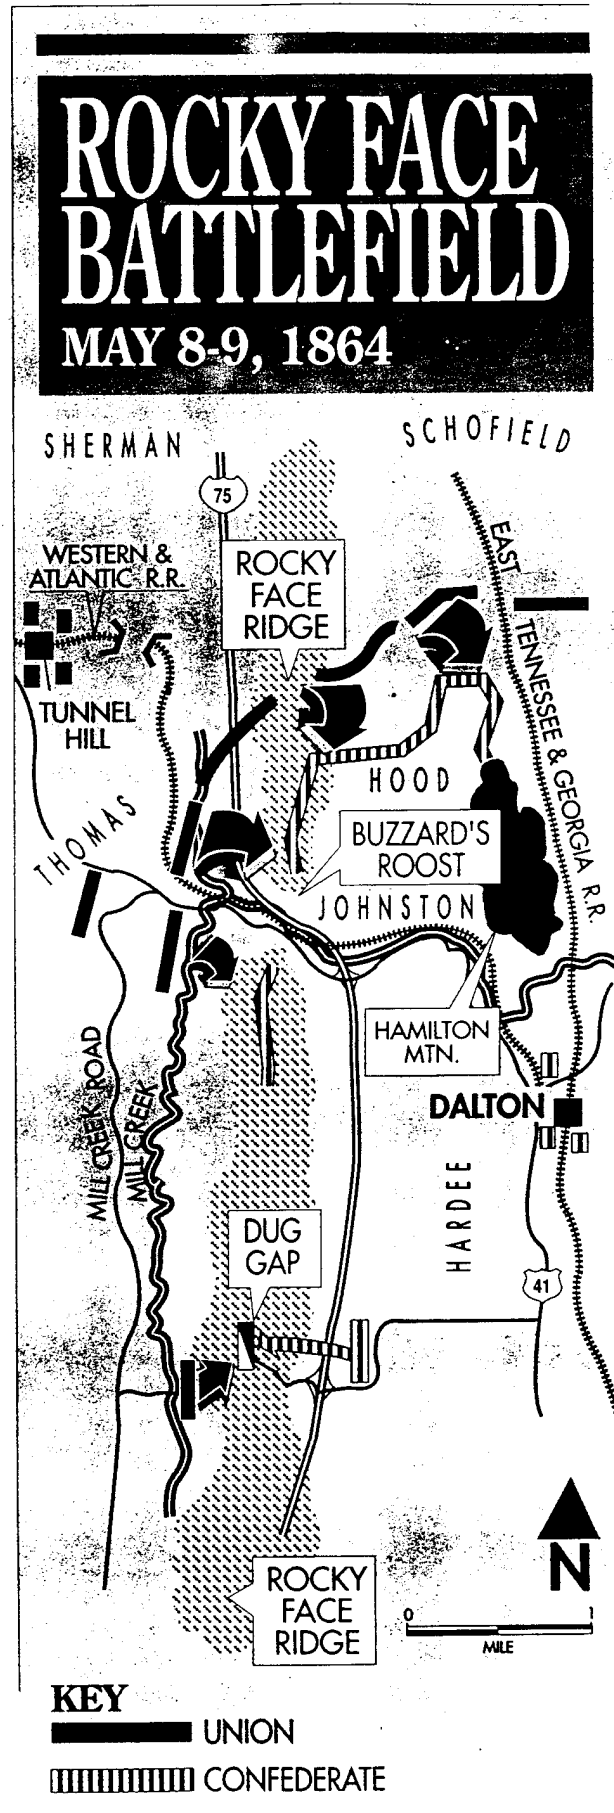 ROCKY FACE
BATTLEFIELD
MAY 8-9, 1864
SHERMAN
SCHOFIELD
75
EAST TENNESSEE & GEORGIA R.R.
WESTERN &
ATLANTIC R.R.
ROCKY
FACE
RIDGE
TUNNEL
HILL
HOOD
THOMAS
BUZZARD'S
ROOST
JOHNSTON
HAMILTON
MTN.
MILL CREEK ROAD
MILL CREEK
DALTON
HARDEE
DUG
GAP
41
N
ROCKY
FACE
RIDGE
0 1
MILE
KEY
UNION
CONFEDERATE